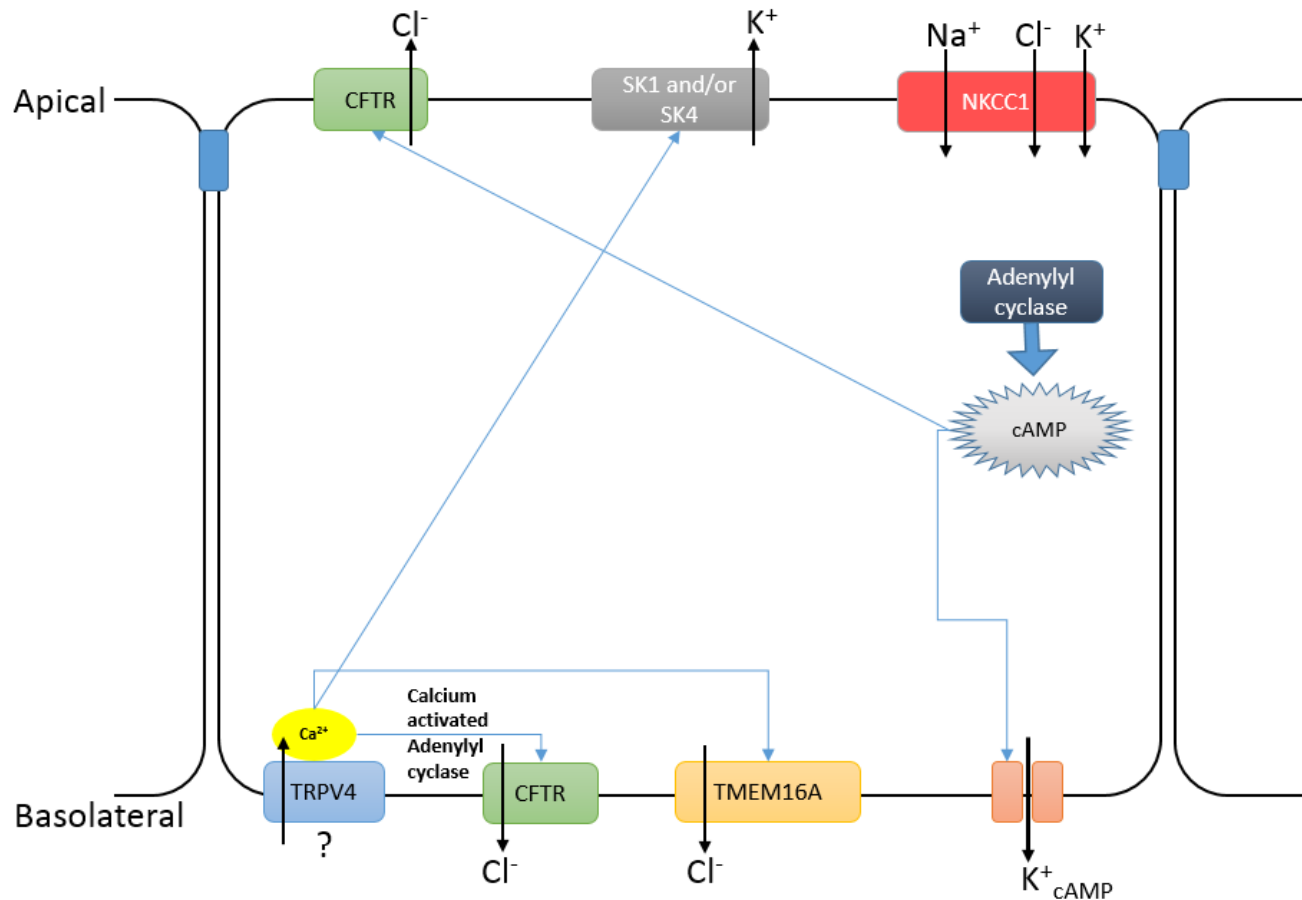 Cl⁻
K⁺
Na⁺ Cl⁻ K⁺
Apical
CFTR
SK1 and/or
SK4
NKCC1
Adenylyl
cyclase
cAMP
Calcium
activated
Adenylyl
cyclase
Ca²⁺
TRPV4
CFTR
TMEM16A
Basolateral
?
Cl⁻
Cl⁻
K⁺cAMP